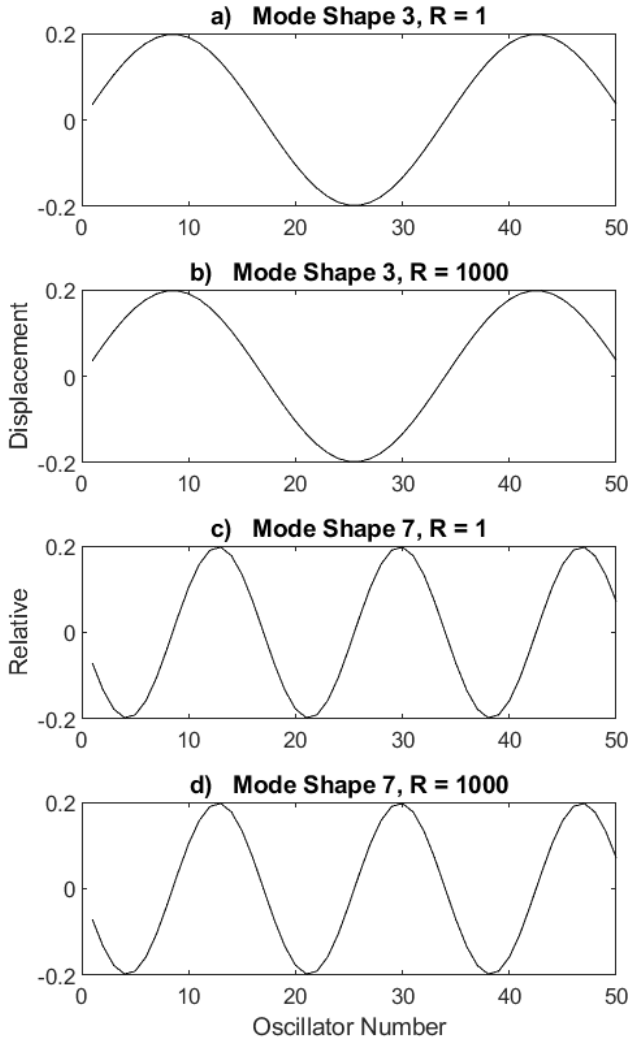 a) Mode Shape 3, R = 1
0.2
0
-0.2
0 10 20 30 40 50
b) Mode Shape 3, R = 1000
0.2
0
-0.2
0 10 20 30 40 50
Displacement
c) Mode Shape 7, R = 1
0.2
0
-0.2
0 10 20 30 40 50
Relative
d) Mode Shape 7, R = 1000
0.2
0
-0.2
0 10 20 30 40 50
Oscillator Number